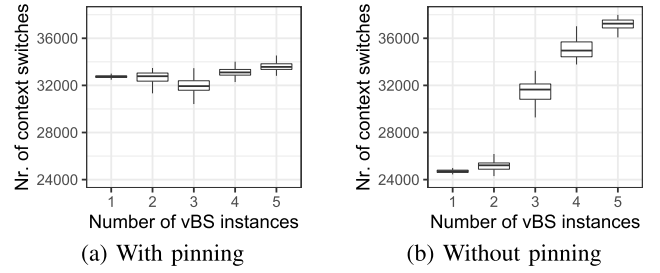 Nr. of context switches
36000
32000
28000
24000
1 2 3 4 5
Number of vBS instances
(a) With pinning
Nr. of context switches
36000
32000
28000
24000
1 2 3 4 5
Number of vBS instances
(b) Without pinning